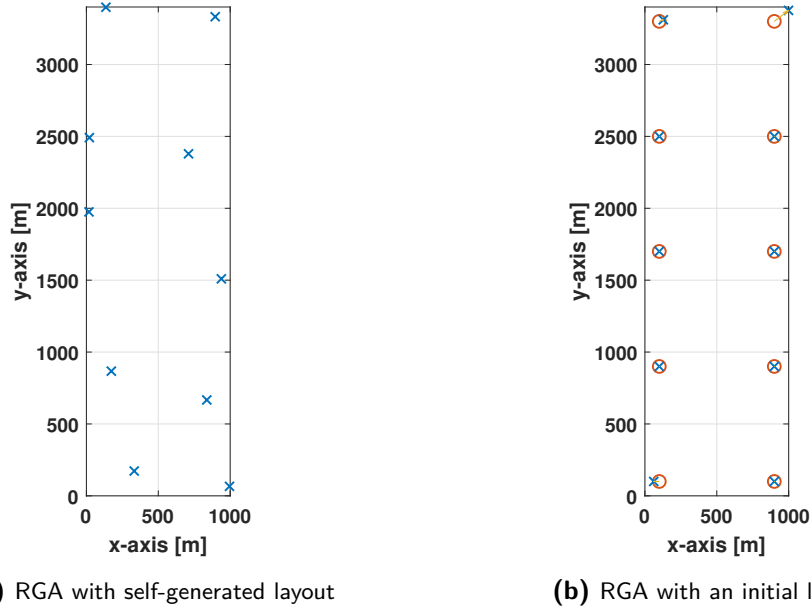 3000
2500
2000
1500
1000
500
0
y-axis [m]
0 500 1000
x-axis [m]
) RGA with self-generated layout
3000
2500
2000
1500
1000
500
0
y-axis [m]
0 500 1000
x-axis [m]
(b) RGA with an initial l